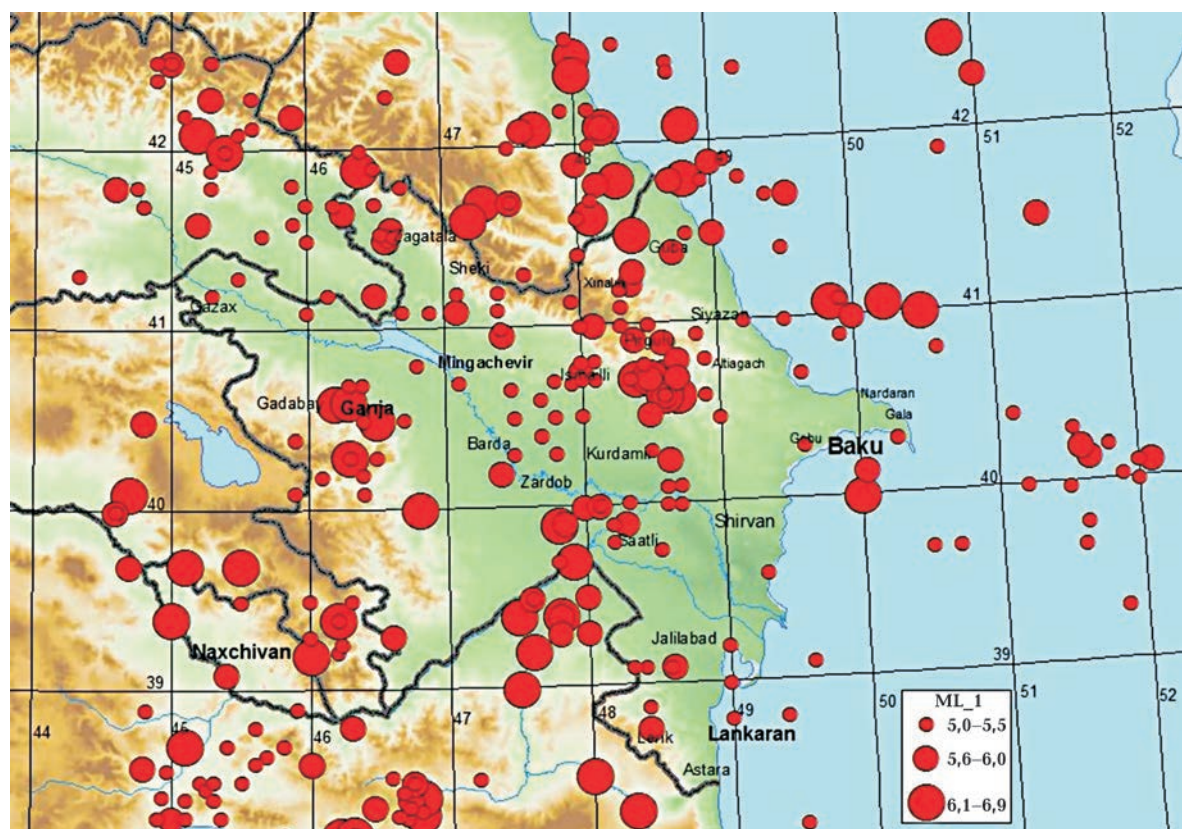 42
52
51
47
42
50
48
49
45
46
Zagatala
Guba
Sheki
Xinaliq
41
Gazax
Siyazan
41
Pirgulu
Mingachevir
Altiagach
Ismailli
Nardaran
Gadabay
Ganja
Gala
Barda
Gobu
Baku
Kurdamir
Zardob
40
40
Shirvan
Saatli
Jalilabad
Naxchivan
39
39
ML_1
50
51
52
5,0–5,5
44
45
46
47
48
49
Lerik
Lankaran
5,6–6,0
Astara
6,1–6,9